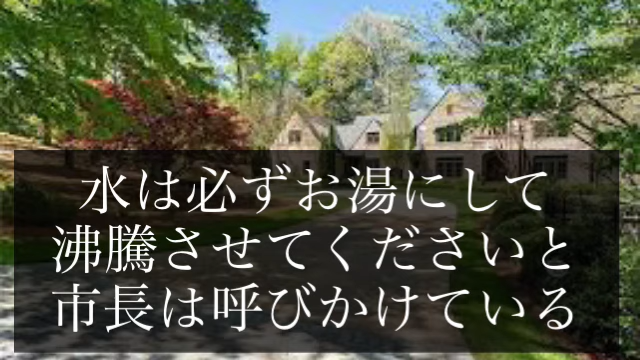 水は必ずお湯にして
沸騰させてくださいと
市長は呼びかけている